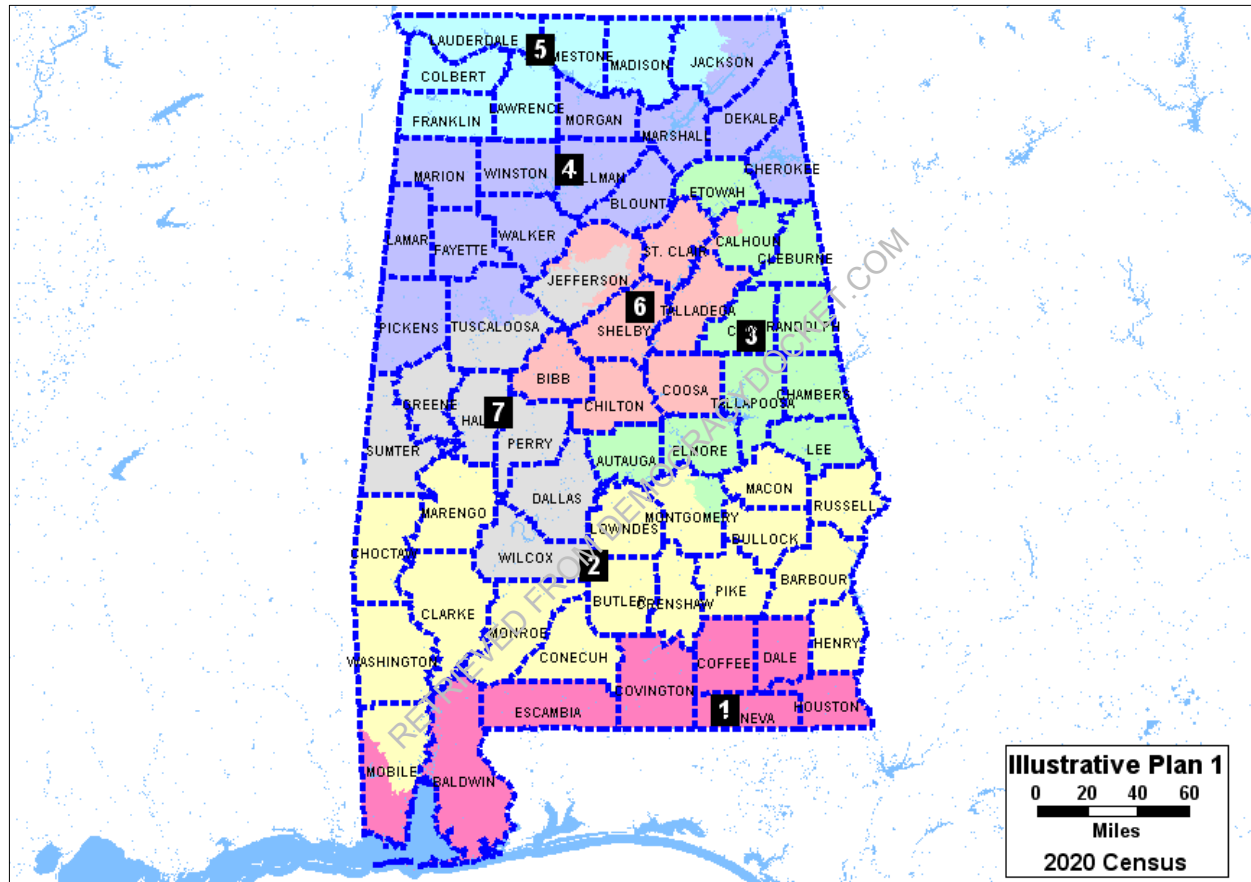 LAUDERDALE
5
MESTONE
MADISON
JACKSON
COLBERT
LAWRENCE
FRANKLIN
MORGAN
MARSHAL
DEKALB
MARION
WINSTON
4
LLMAN
CHEROKEE
ETOWAH
BLOUNT
LAMAR
FAYETTE
WALKER
ST. CLAIR
CALHOUN
CLEBURNE
JEFFERSON
6
TALLADEGA
PICKENS
TUSCALOOSA
SHELBY
C
3
RANDOLPH
BIBB
COOSA
GREENE
HAL
7
CHILTON
TALLAPOOSA
CHAMBERS
PERRY
SUMTER
AUTAUGA
ELMORE
LEE
DALLAS
MACON
MARENGO
MONTGOMERY
RUSSELL
LOWNDES
BULLOCK
CHOCTAW
WILCOX
2
BARBOUR
BUTLER
PIKE
CRENSHAW
CLARKE
MONROE
HENRY
WASHINGTON
CONECUH
COFFEE
DALE
COVINGTON
ESCAMBIA
1
NEVA
HOUSTON
MOBILE
BALDWIN
RETRIEVED FROM DEMOCRACYDOCKET.COM
Illustrative Plan 1
0 20 40 60
Miles
2020 Census